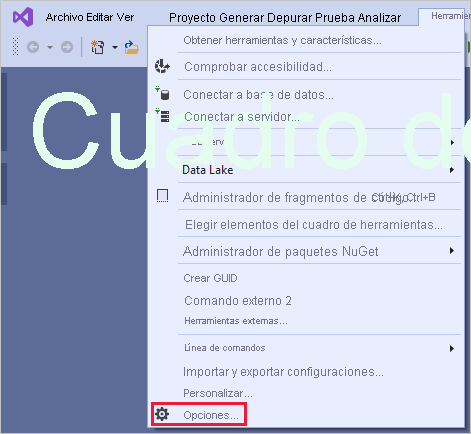 Archivo Editar Ver Proyecto Generar Depurar Prueba Analizar
Obtener herramientas y características...
Comprobar accesibilidad...
Conectar a base de datos...
Conectar a servidor...
Cuadro de
Data Lake
Administrador de fragmentos de código... Ctrl+K, Ctrl+B
Elegir elementos del cuadro de herramientas...
Administrador de paquetes NuGet
Crear GUID
Comando externo 2
Herramientas externas...
Línea de comandos
Importar y exportar configuraciones...
Personalizar...
Opciones...